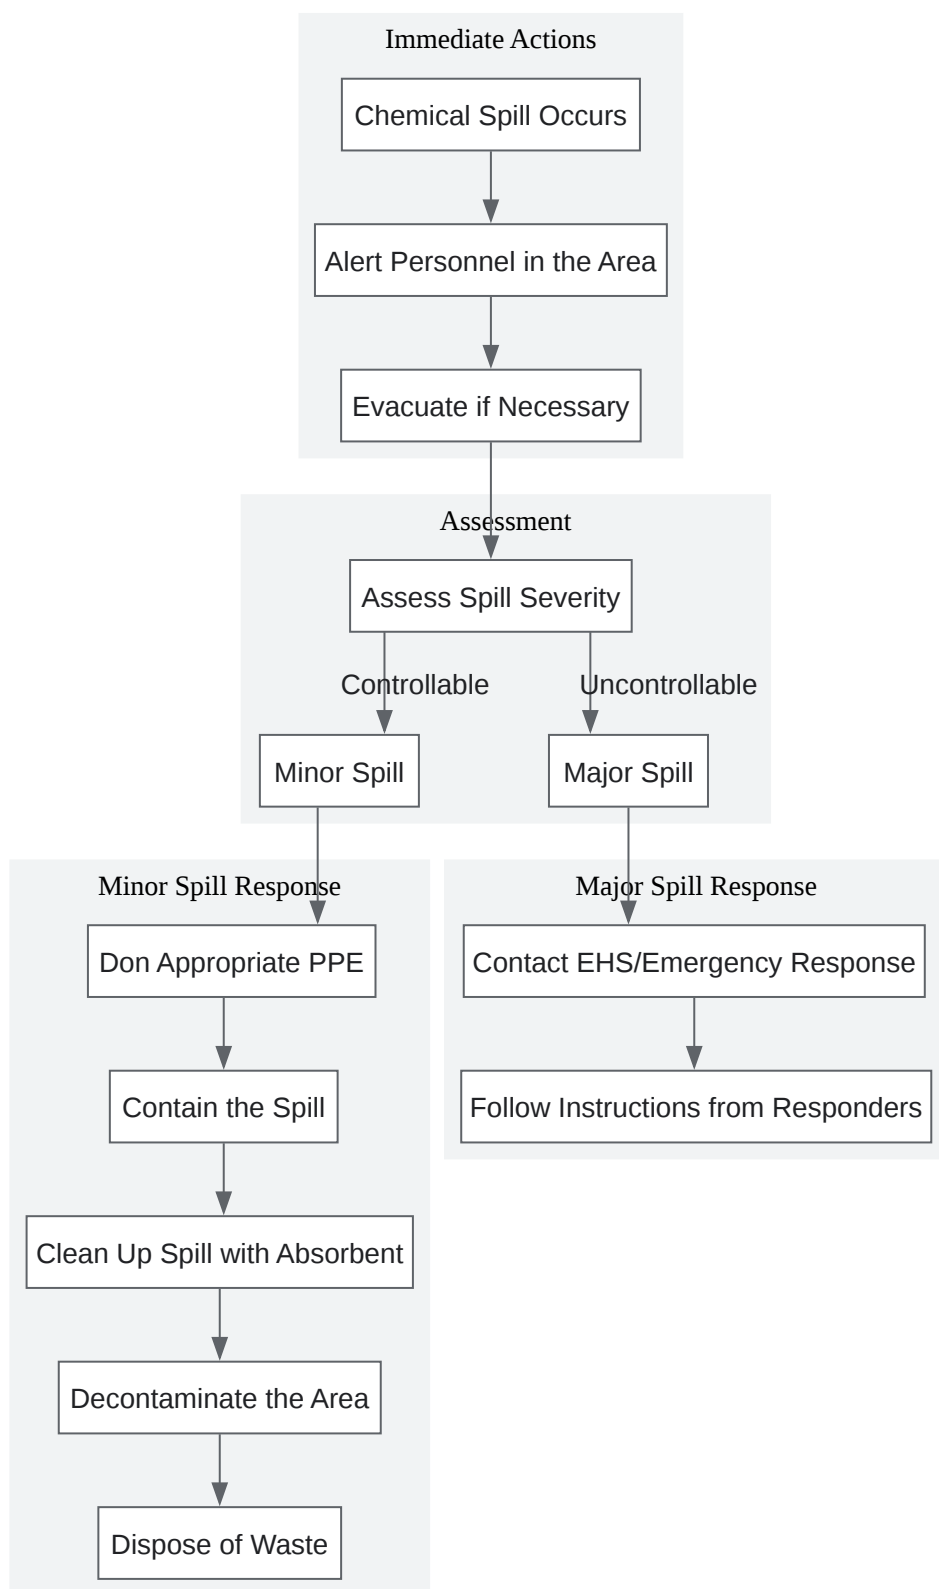 Immediate Actions
Chemical Spill Occurs
Alert Personnel in the Area
Evacuate if Necessary
Assessment
Assess Spill Severity
Controllable
Uncontrollable
Minor Spill
Major Spill
Minor Spill Response
Don Appropriate PPE
Contain the Spill
Clean Up Spill with Absorbent
Decontaminate the Area
Dispose of Waste
Major Spill Response
Contact EHS/Emergency Response
Follow Instructions from Responders